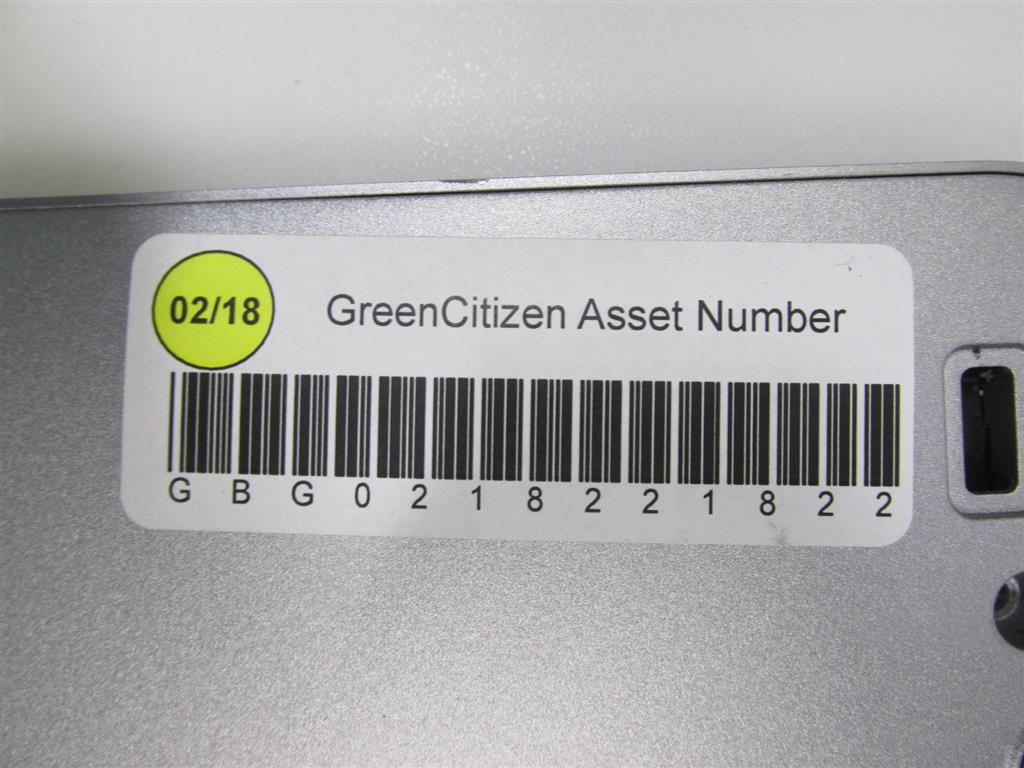 02/18
GreenCitizen Asset Number
GBG0218221822